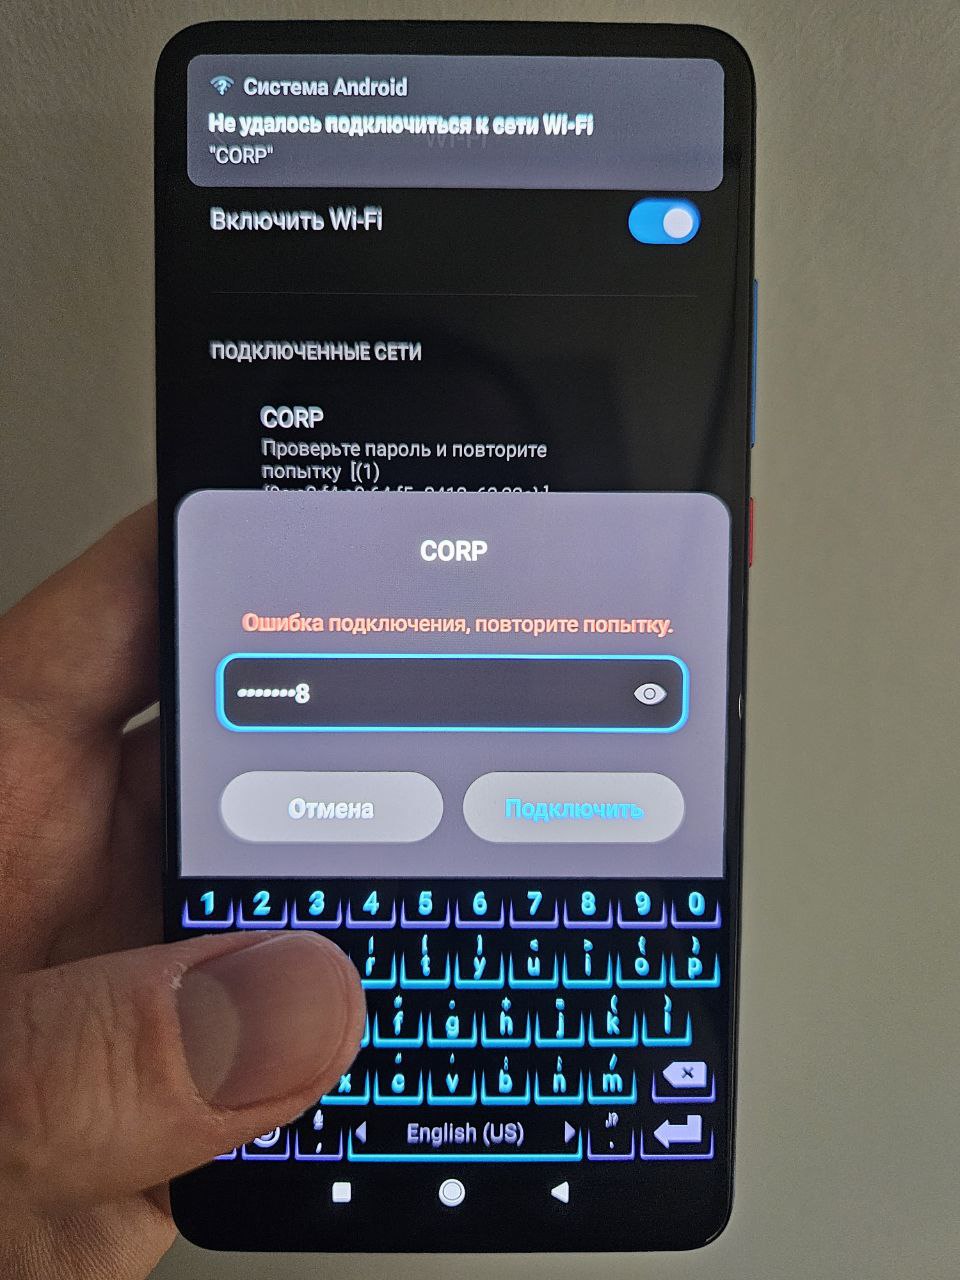 Система Android
Не удалось подключиться к сети Wi-Fi
"CORP"
Wi-Fi
Включить Wi-Fi
ПОДКЛЮЧЕННЫЕ СЕТИ
CORP
Проверьте пароль и повторите
попытку [(1)
CORP
Ошибка подключения, повторите попытку.
•••••••8
Отмена
Подключить
1 2 3 4 5 6 7 8 9 0
r t y u i o p
f g h j k l
x c v b n m
, English (US) .